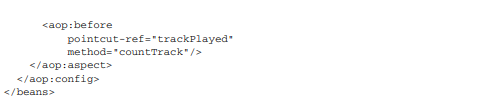 <aop:before
pointcut-ref="trackPlayed"
method="countTrack"/>
</aop:aspect>
</aop:config>
</beans>